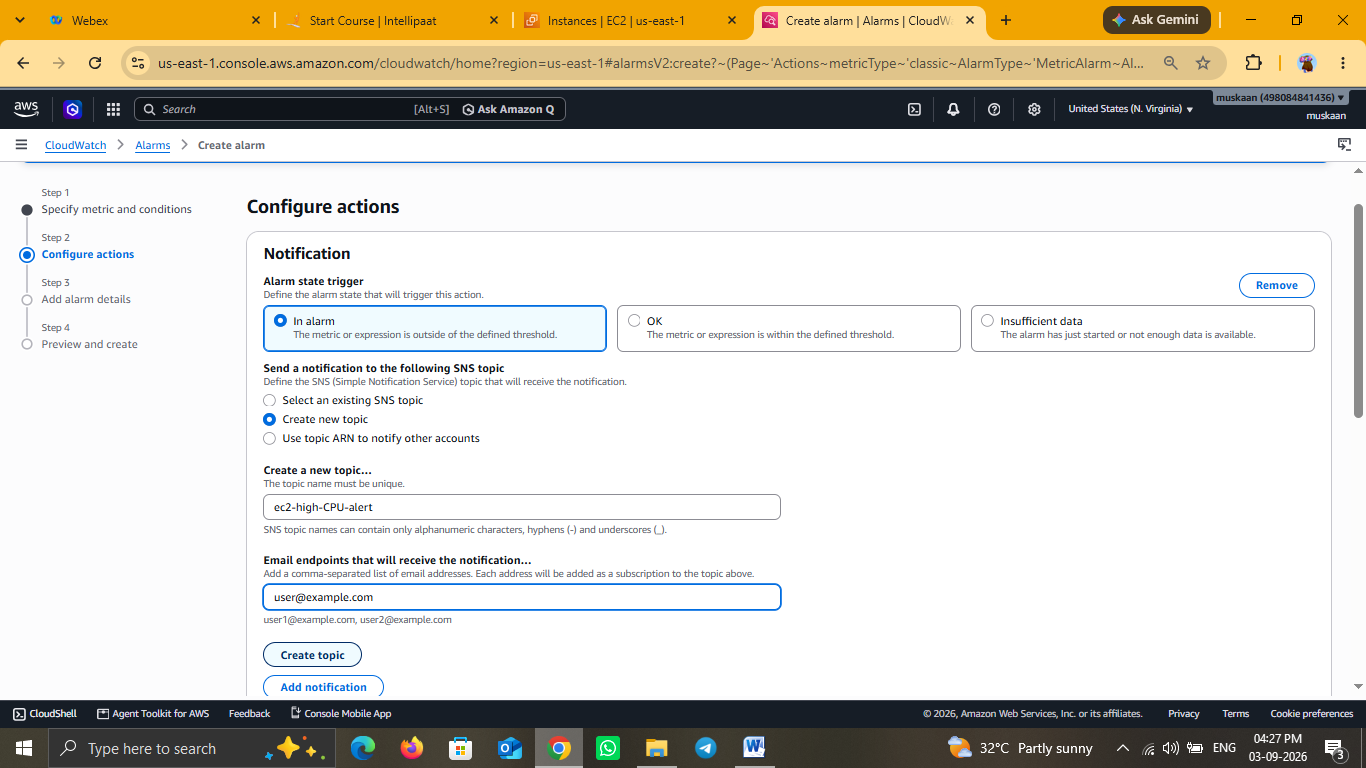 Webex
Start Course | Intellipaat
Instances | EC2 | us-east-1
Create alarm | Alarms | CloudW
Ask Gemini
us-east-1.console.aws.amazon.com/cloudwatch/home?region=us-east-1#alarmsV2:create?~(Page~'Actions~metricType~'classic~AlarmType~'MetricAlarm~Al...
aws
Search
[Alt+S]
Ask Amazon Q
United States (N. Virginia)
muskaan (498084841436)
muskaan
CloudWatch
Alarms
Create alarm
Step 1
Specify metric and conditions
Step 2
Configure actions
Step 3
Add alarm details
Step 4
Preview and create
Configure actions
Notification
Alarm state trigger
Define the alarm state that will trigger this action.
Remove
In alarm
The metric or expression is outside of the defined threshold.
OK
The metric or expression is within the defined threshold.
Insufficient data
The alarm has just started or not enough data is available.
Send a notification to the following SNS topic
Define the SNS (Simple Notification Service) topic that will receive the notification.
Select an existing SNS topic
Create new topic
Use topic ARN to notify other accounts
Create a new topic...
The topic name must be unique.
ec2-high-CPU-alert
SNS topic names can contain only alphanumeric characters, hyphens (-) and underscores (_).
Email endpoints that will receive the notification...
Add a comma-separated list of email addresses. Each address will be added as a subscription to the topic above.
user@example.com
user1@example.com, user2@example.com
Create topic
Add notification
CloudShell
Agent Toolkit for AWS
Feedback
Console Mobile App
© 2026, Amazon Web Services, Inc. or its affiliates.
Privacy
Terms
Cookie preferences
Type here to search
32°C Partly sunny
ENG
04:27 PM
03-09-2026
3